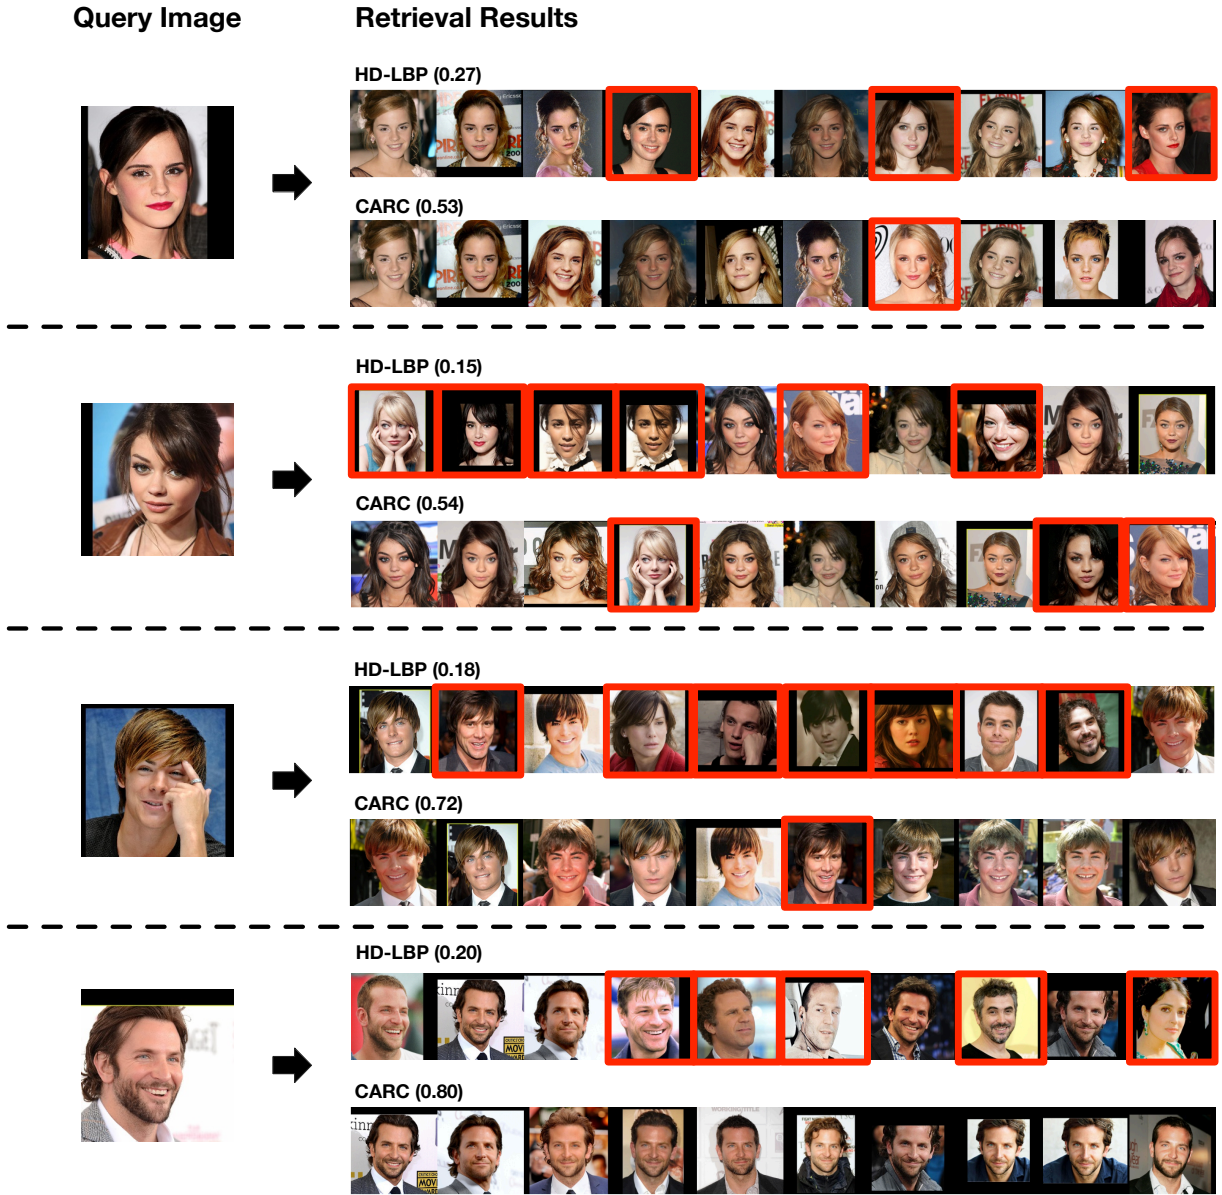 Query Image
Retrieval Results
HD-LBP (0.27)
CARC (0.53)
HD-LBP (0.15)
CARC (0.54)
HD-LBP (0.18)
CARC (0.72)
HD-LBP (0.20)
CARC (0.80)